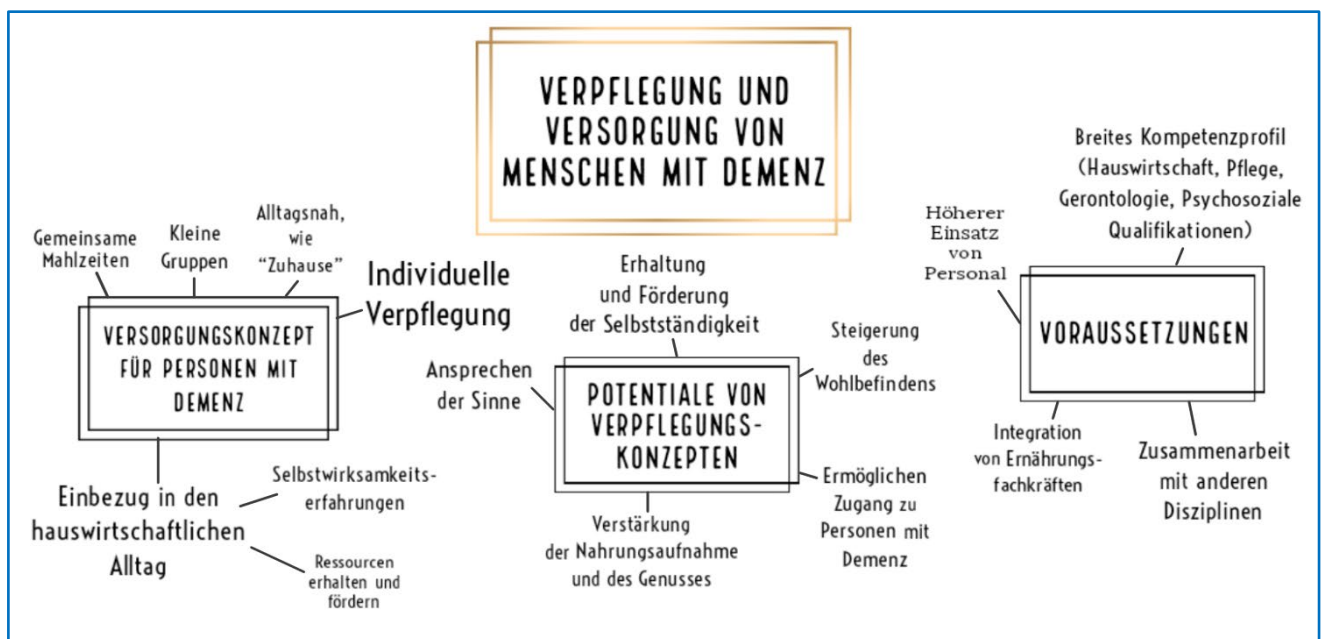 VERPFLEGUNG UND
VERSORGUNG VON
MENSCHEN MIT DEMENZ
Gemeinsame
Mahlzeiten
Kleine
Gruppen
Alltagsnah,
wie
"Zuhause"
Individuelle
Verpflegung
VERSORGUNGSKONZEPT
FÜR PERSONEN MIT
DEMENZ
Einbezug in den
hauswirtschaftlichen
Alltag
Selbstwirksamkeits-
erfahrungen
Ressourcen
erhalten und
fördern
Erhaltung
und Förderung
der Selbstständigkeit
Ansprechen
der Sinne
Steigerung
des
Wohlbefindens
POTENTIALE VON
VERPFLEGUNGS-
KONZEPTEN
Verstärkung
der Nahrungsaufnahme
und des Genusses
Ermöglichen
Zugang zu
Personen mit
Demenz
Höherer
Einsatz
von
Personal
Breites Kompetenzprofil
(Hauswirtschaft, Pflege,
Gerontologie, Psychosoziale
Qualifikationen)
VORAUSSETZUNGEN
Integration
von Ernährungs-
fachkräften
Zusammenarbeit
mit anderen
Disziplinen